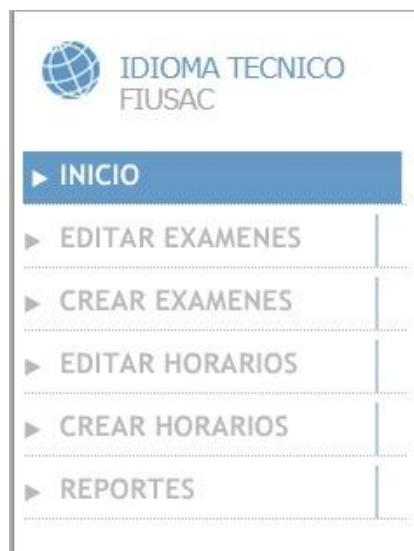 IDIOMA TECNICO
FIUSAC
INICIO
EDITAR EXAMENES
CREAR EXAMENES
EDITAR HORARIOS
CREAR HORARIOS
REPORTES